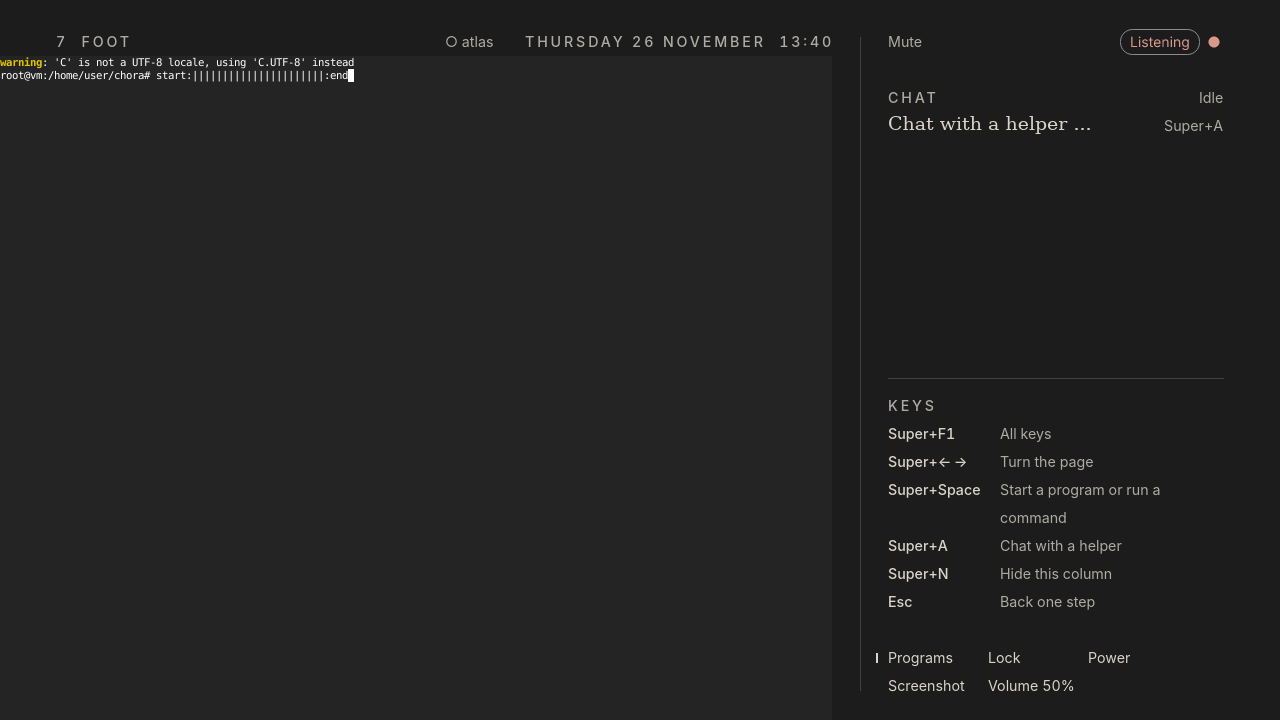 7 FOOT
○ atlas
THURSDAY 26 NOVEMBER 13:40
warning: 'C' is not a UTF-8 locale, using 'C.UTF-8' instead
root@vm:/home/user/chora# start:||||||||||||||||||||||:end
Mute
Listening
CHAT Idle
Chat with a helper ... Super+A
KEYS
Super+F1 All keys
Super+← → Turn the page
Super+Space Start a program or run a
command
Super+A Chat with a helper
Super+N Hide this column
Esc Back one step
Programs Lock Power
Screenshot Volume 50%